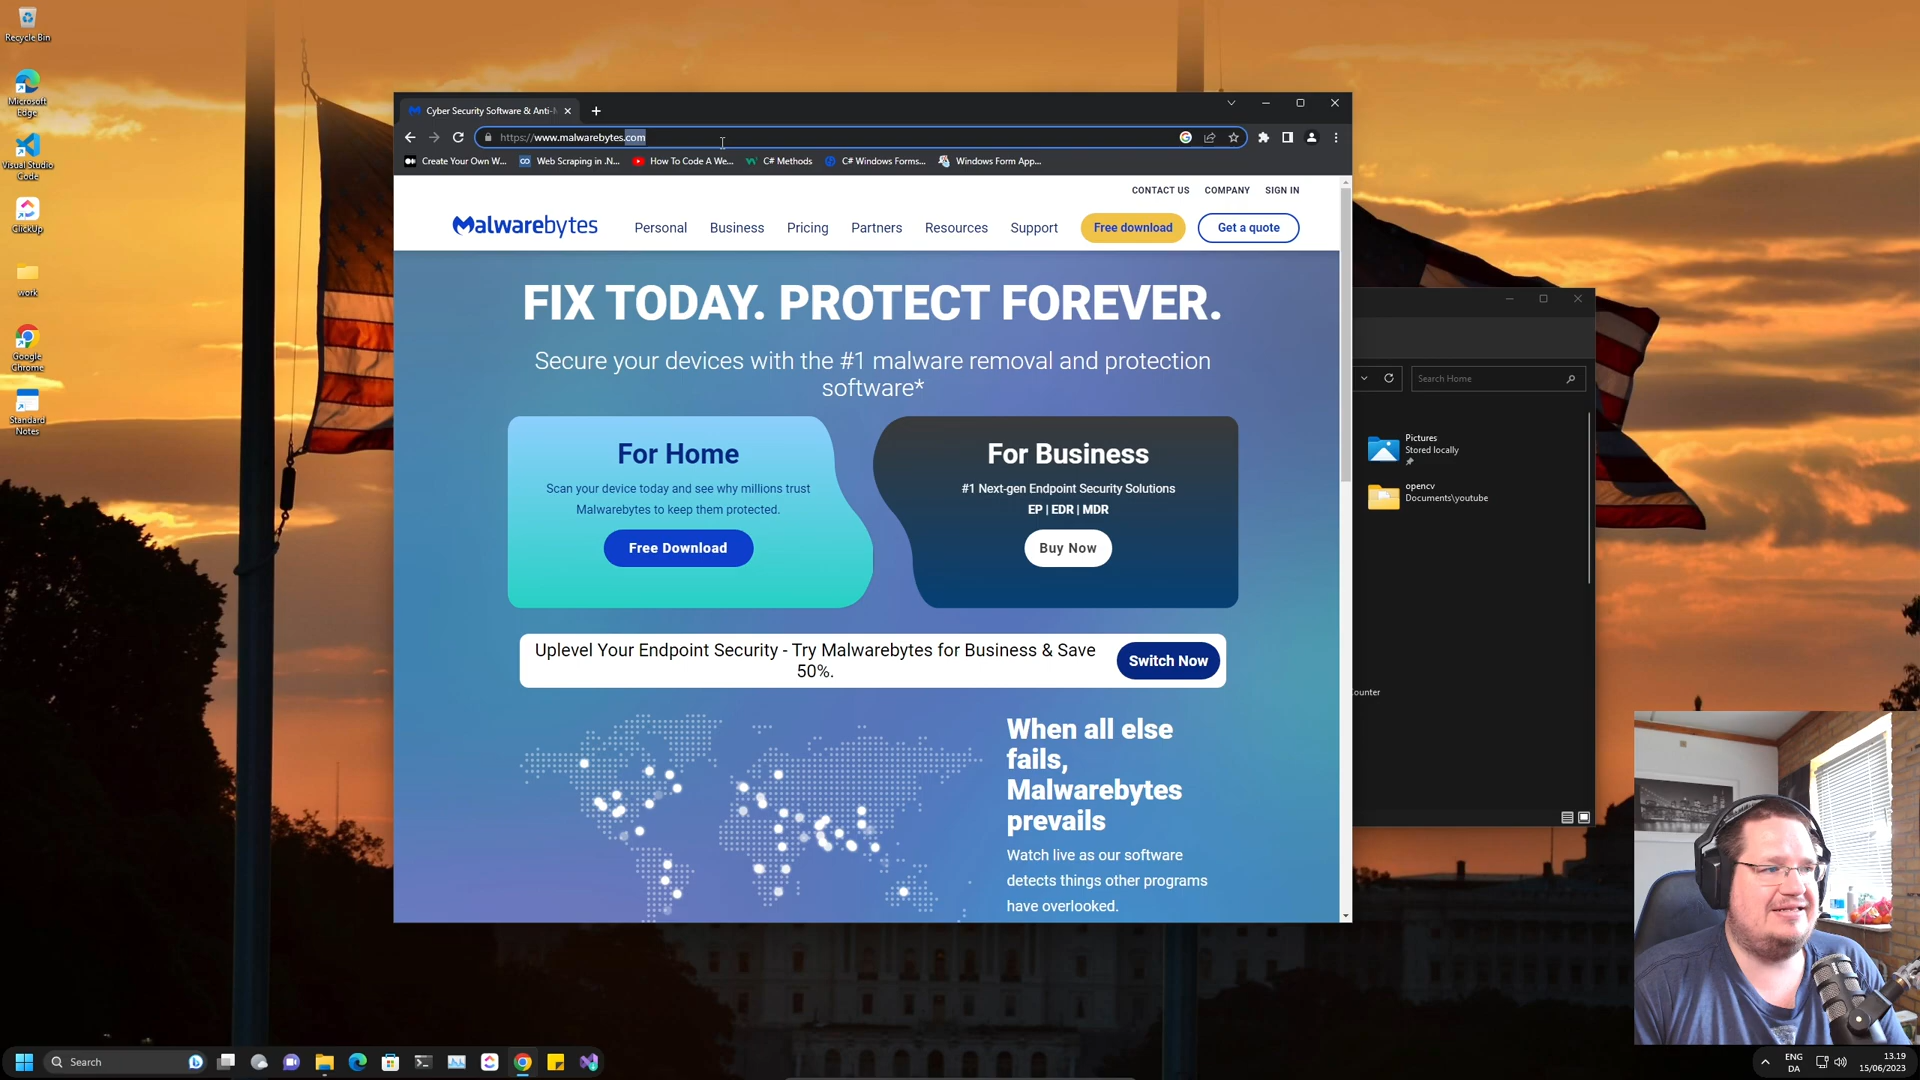 Recycle Bin
Microsoft
Edge
Visual Studio
Code
ClickUp
work
Google
Chrome
Standard
Notes
Cyber Security Software & Anti-
https://www.malwarebytes.com
Create Your Own W...
Web Scraping in .N...
How To Code A We...
C# Methods
C# Windows Forms...
Windows Form App...
CONTACT US
COMPANY
SIGN IN
Malwarebytes
Personal
Business
Pricing
Partners
Resources
Support
Free download
Get a quote
FIX TODAY. PROTECT FOREVER.
Secure your devices with the #1 malware removal and protection
software*
For Home
Scan your device today and see why millions trust
Malwarebytes to keep them protected.
Free Download
For Business
#1 Next-gen Endpoint Security Solutions
EP | EDR | MDR
Buy Now
Uplevel Your Endpoint Security - Try Malwarebytes for Business & Save
50%.
Switch Now
When all else
fails,
Malwarebytes
prevails
Watch live as our software
detects things other programs
have overlooked.
Search Home
Pictures
Stored locally
opencv
Documents\youtube
ounter
Search
ENG
DA
13.19
15/06/2023